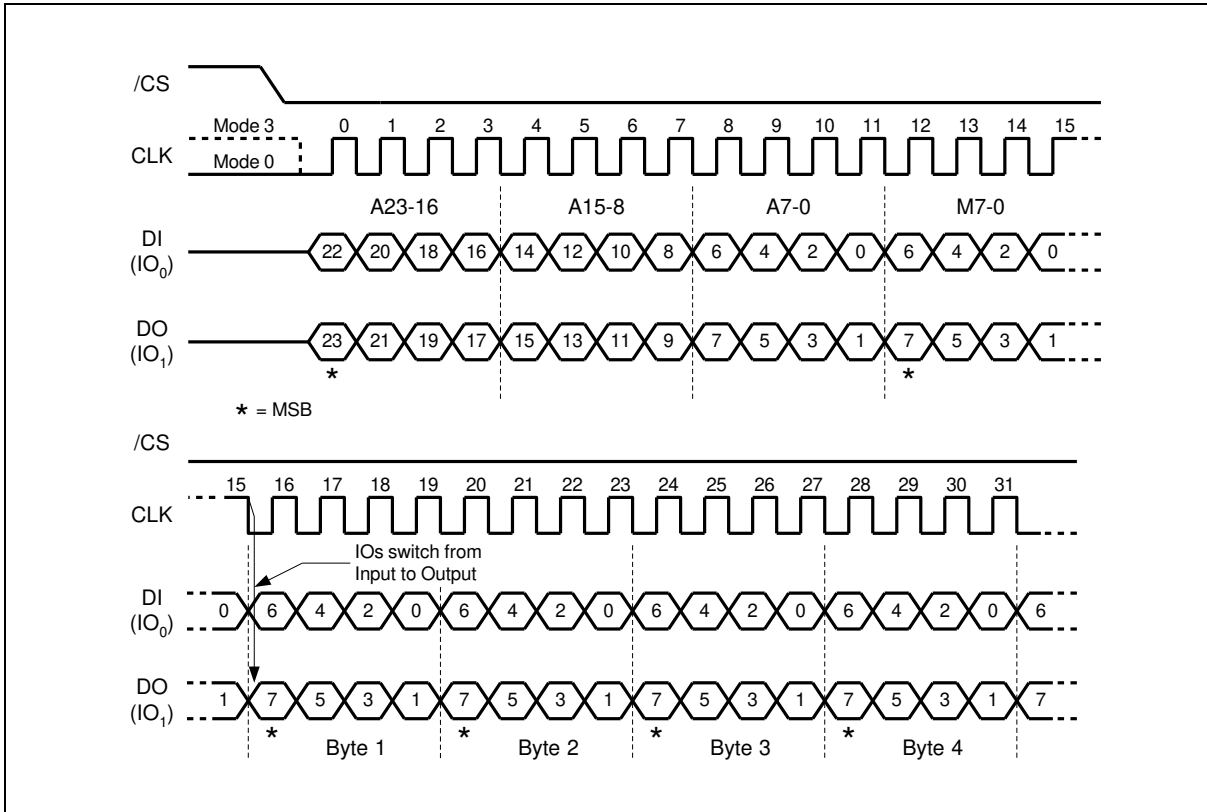 /CS
Mode 3
0 1 2 3 4 5 6 7 8 9 10 11 12 13 14 15
CLK
Mode 0
A23-16 A15-8 A7-0 M7-0
DI
(IO0)
22 20 18 16 14 12 10 8 6 4 2 0 6 4 2 0
DO
(IO1)
23 21 19 17 15 13 11 9 7 5 3 1 7 5 3 1
* *
* = MSB
/CS
15 16 17 18 19 20 21 22 23 24 25 26 27 28 29 30 31
CLK
IOs switch from
Input to Output
DI
(IO0)
0 6 4 2 0 6 4 2 0 6 4 2 0 6 4 2 0 6
DO
(IO1)
1 7 5 3 1 7 5 3 1 7 5 3 1 7 5 3 1 7
* * * *
Byte 1 Byte 2 Byte 3 Byte 4